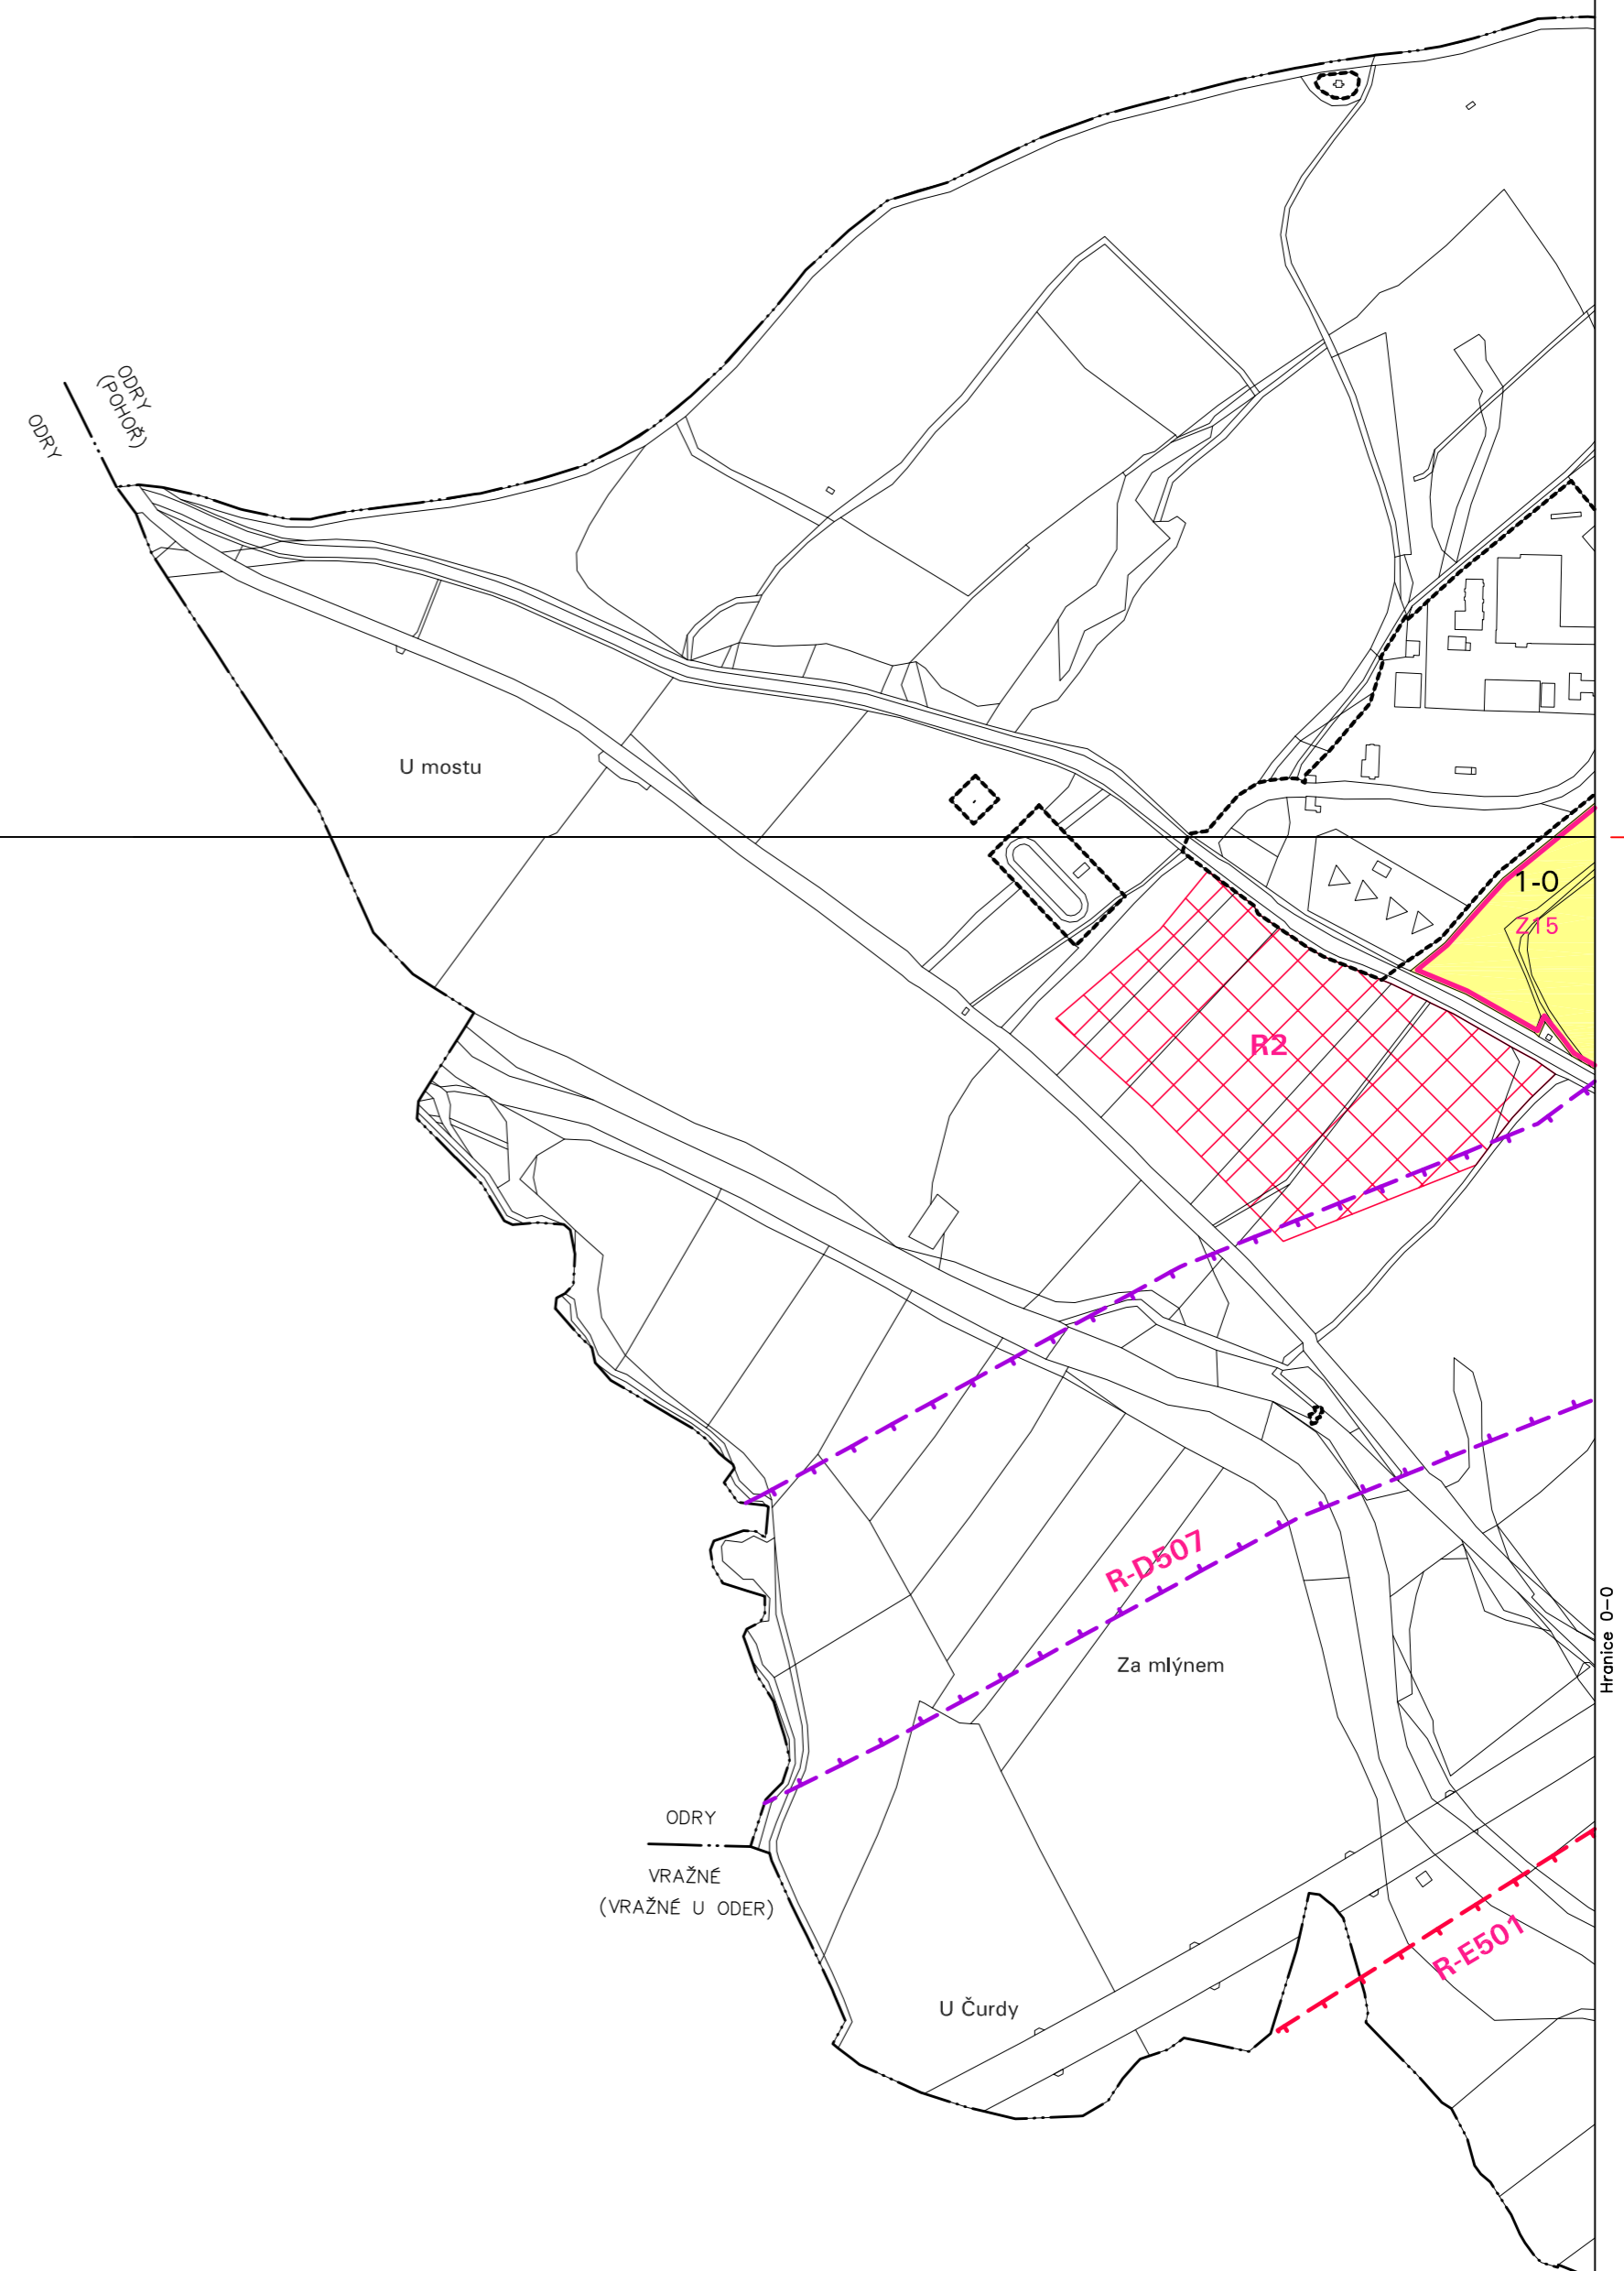 ODRY
(POHOŘ)
ODRY
U mostu
1-0
Z15
R2
R-D507
Hranice 0-0
Za mlýnem
ODRY
VRAŽNÉ
(VRAŽNÉ U ODER)
R-E501
U Čurdy